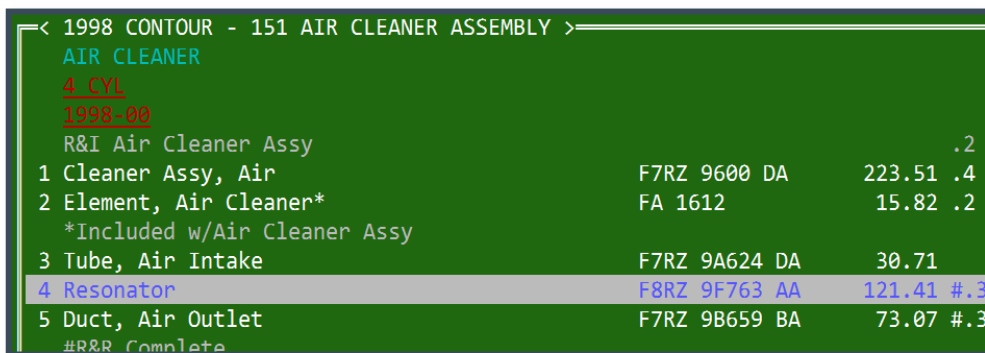 < 1998 CONTOUR - 151 AIR CLEANER ASSEMBLY >
AIR CLEANER
4 CYL
1998-00
R&I Air Cleaner Assy .2
1 Cleaner Assy, Air F7RZ 9600 DA 223.51 .4
2 Element, Air Cleaner* FA 1612 15.82 .2
*Included w/Air Cleaner Assy
3 Tube, Air Intake F7RZ 9A624 DA 30.71
4 Resonator F8RZ 9F763 AA 121.41 #.3
5 Duct, Air Outlet F7RZ 9B659 BA 73.07 #.3
#R&R Complete